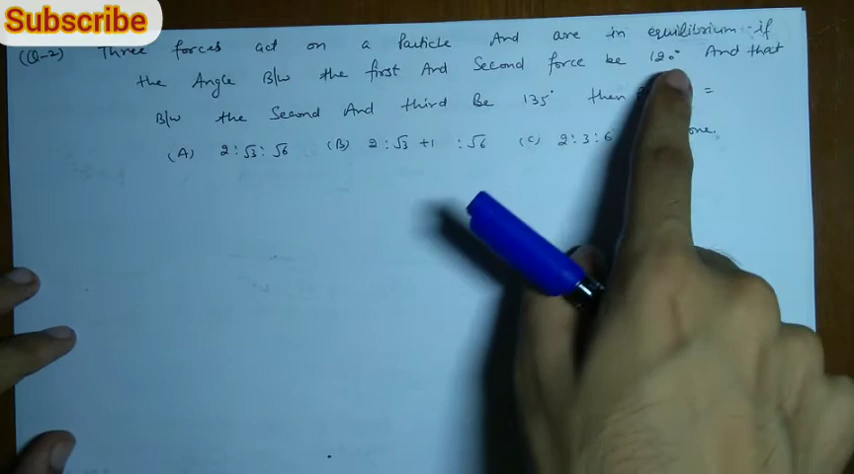 Subscribe
(Q-2) Three forces act on a Particle And are in equilibrium if
the Angle B/w the first And Second force be 120° And that
B/w the Second And third Be 135° then =
(A) 2:√3:√6 (B) 2:√3+1 :√6 (C) 2:3:6 one.